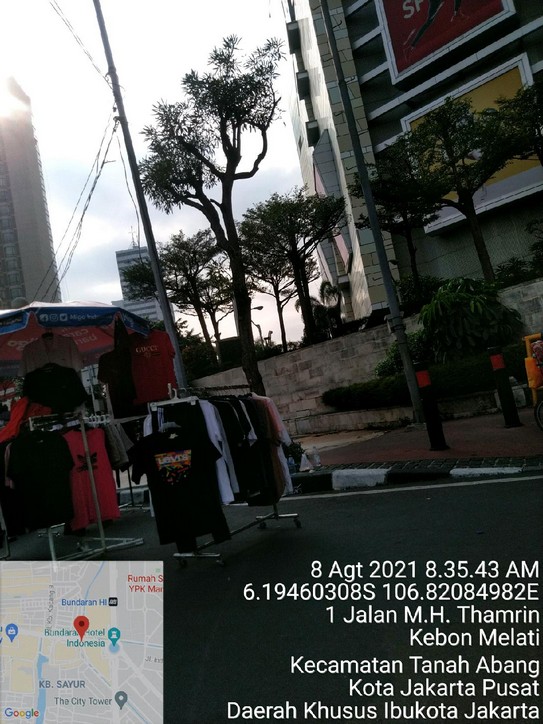 SP
GUCCI
8 Agt 2021 8.35.43 AM
6.19460308S 106.82084982E
1 Jalan M.H. Thamrin
Kebon Melati
Kecamatan Tanah Abang
Kota Jakarta Pusat
Daerah Khusus Ibukota Jakarta
Rumah S
YPK Mar
Bundaran HI
Bundaran Hotel
Indonesia
KB. SAYUR
The City Tower
Google